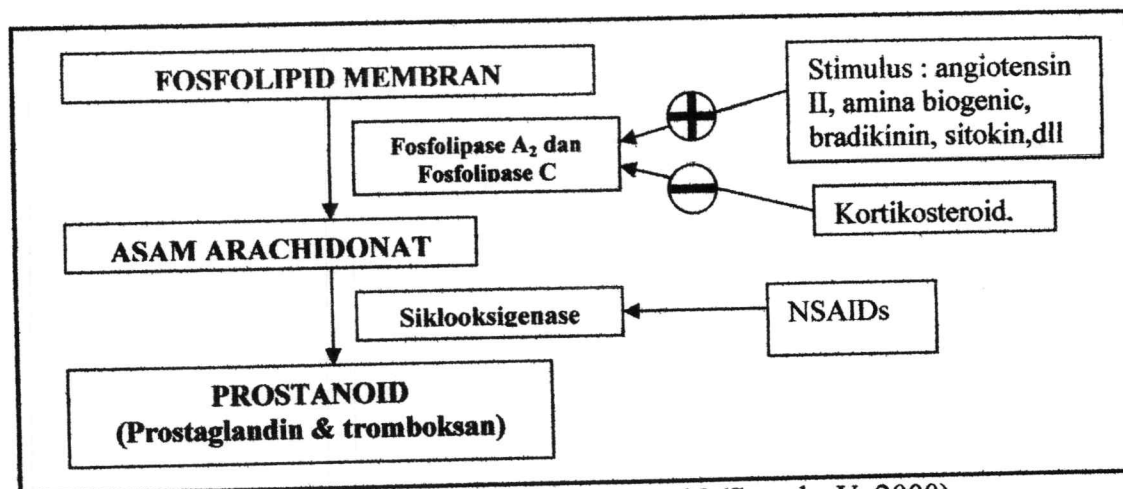 FOSFOLIPID MEMBRAN
Stimulus : angiotensin
II, amina biogenic,
bradikinin, sitokin,dll
Fosfolipase A₂ dan
Fosfolipase C
Kortikosteroid.
ASAM ARACHIDONAT
Siklooksigenase
NSAIDs
PROSTANOID
(Prostaglandin & tromboksan)
2000)